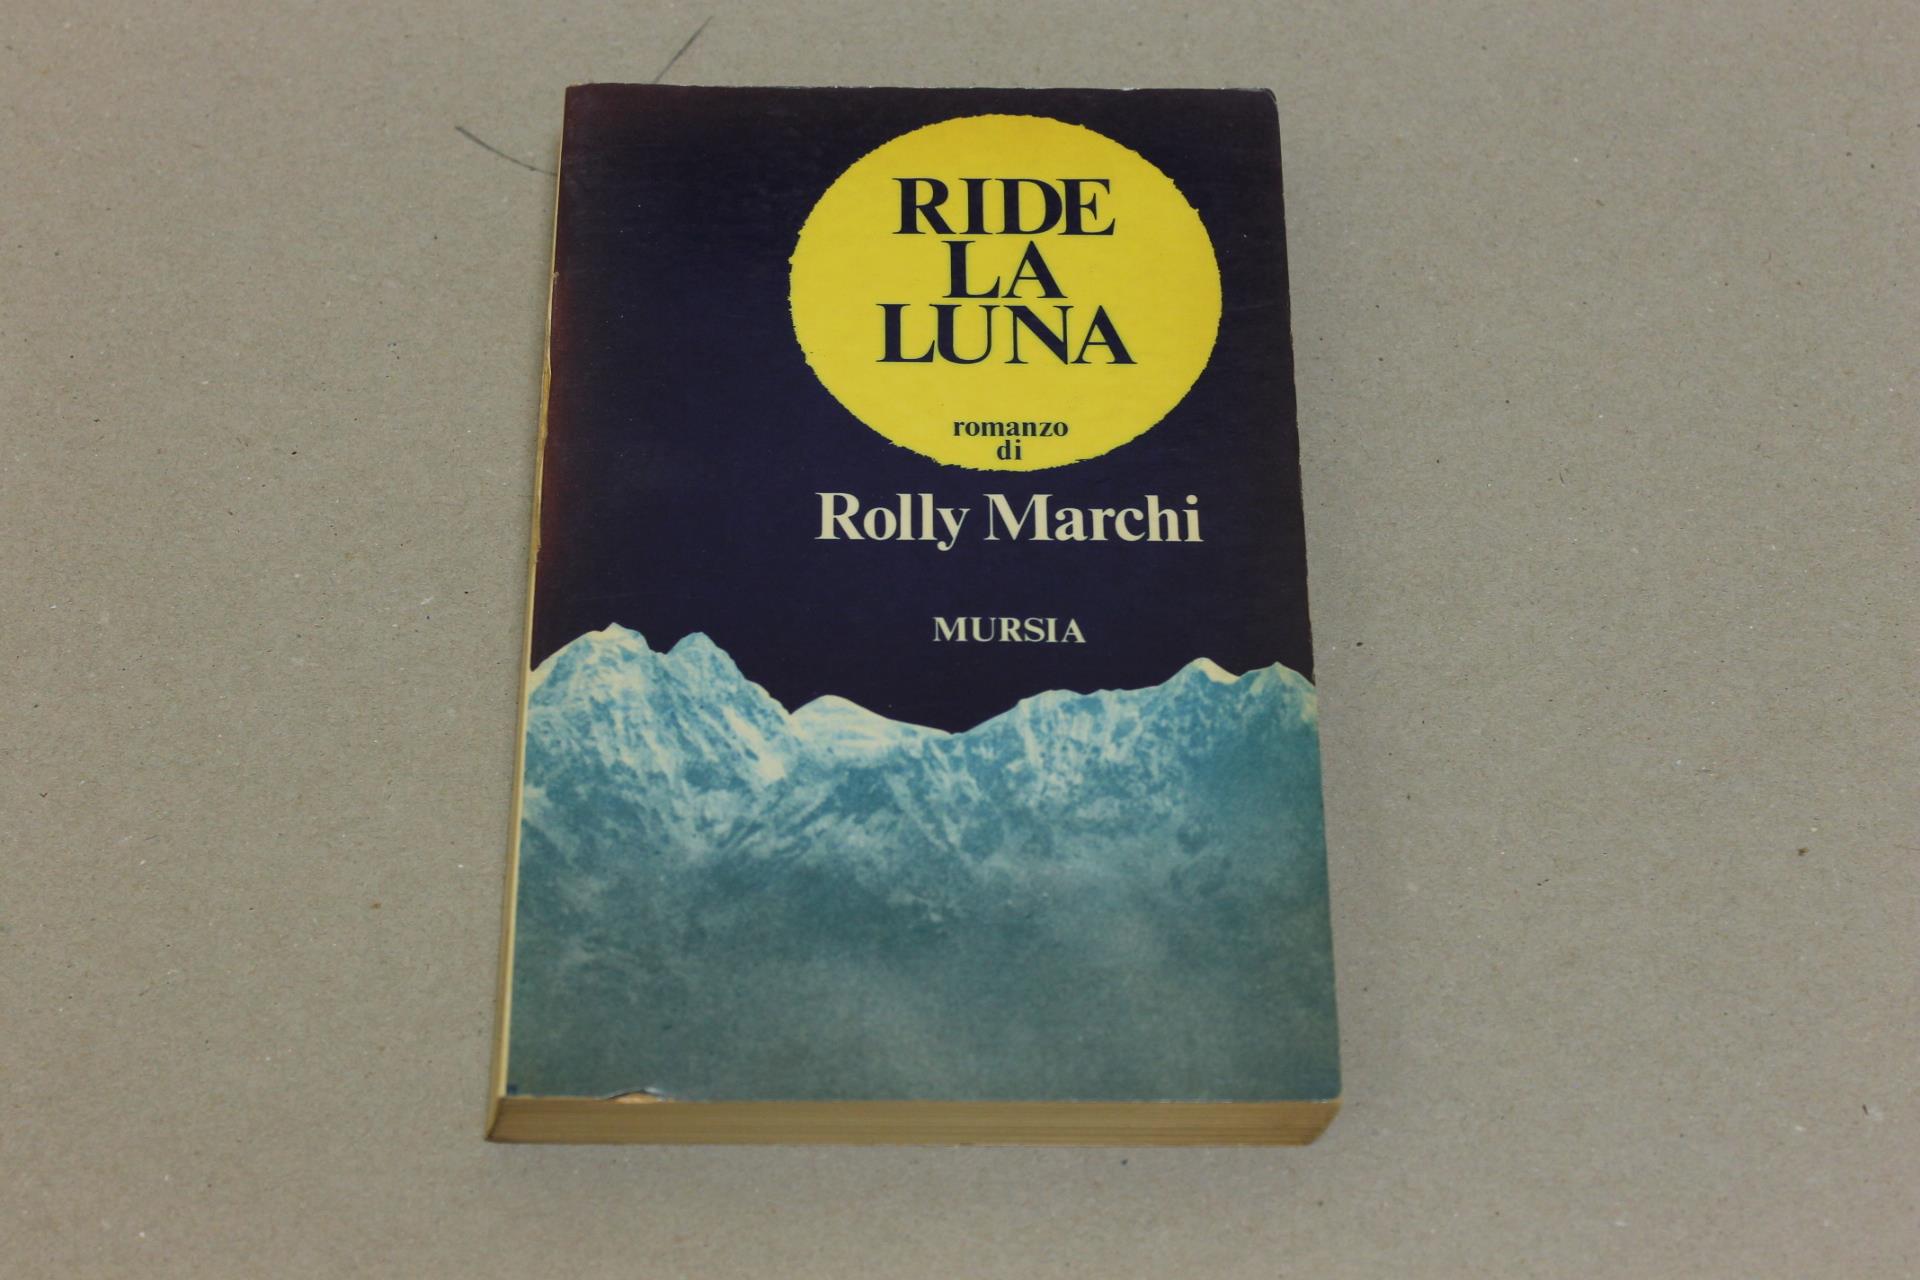 RIDE
LA
LUNA
romanzo
di
Rolly Marchi
MURSIA